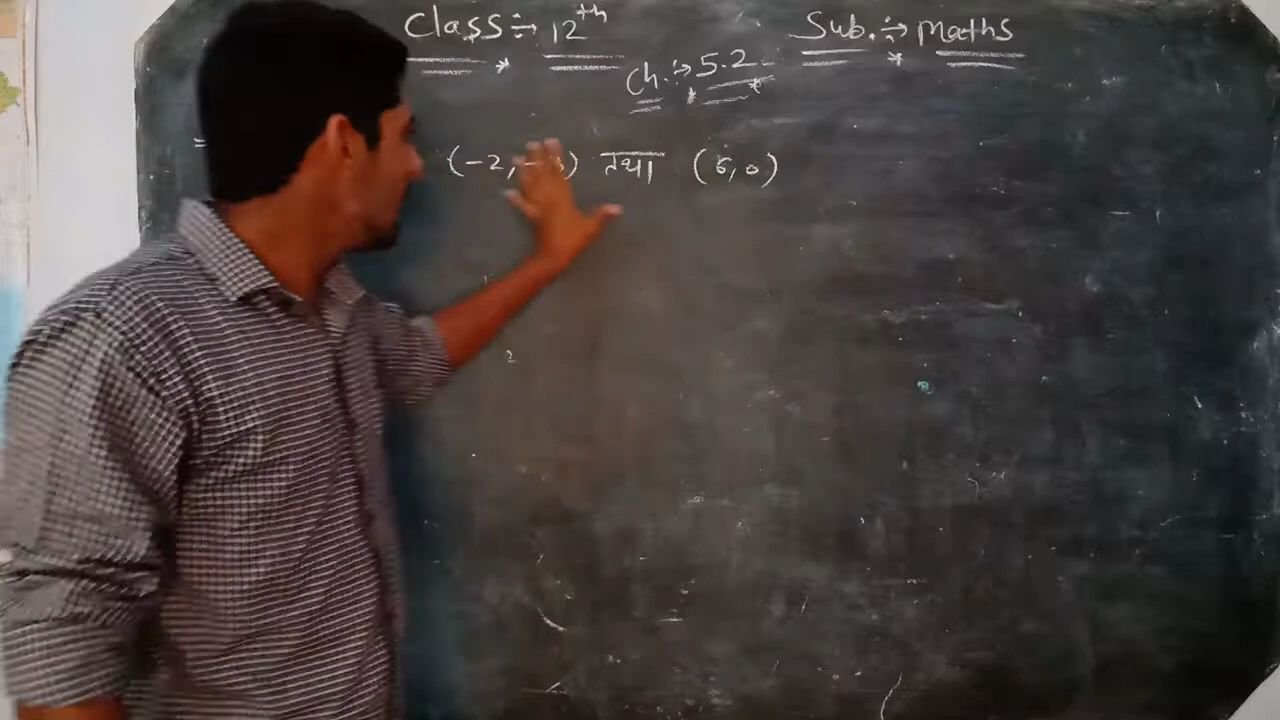 Class ÷ 12th Sub. ÷ Maths
Ch. ÷ 5.2
= (-2, - ) तथा (6, 0)